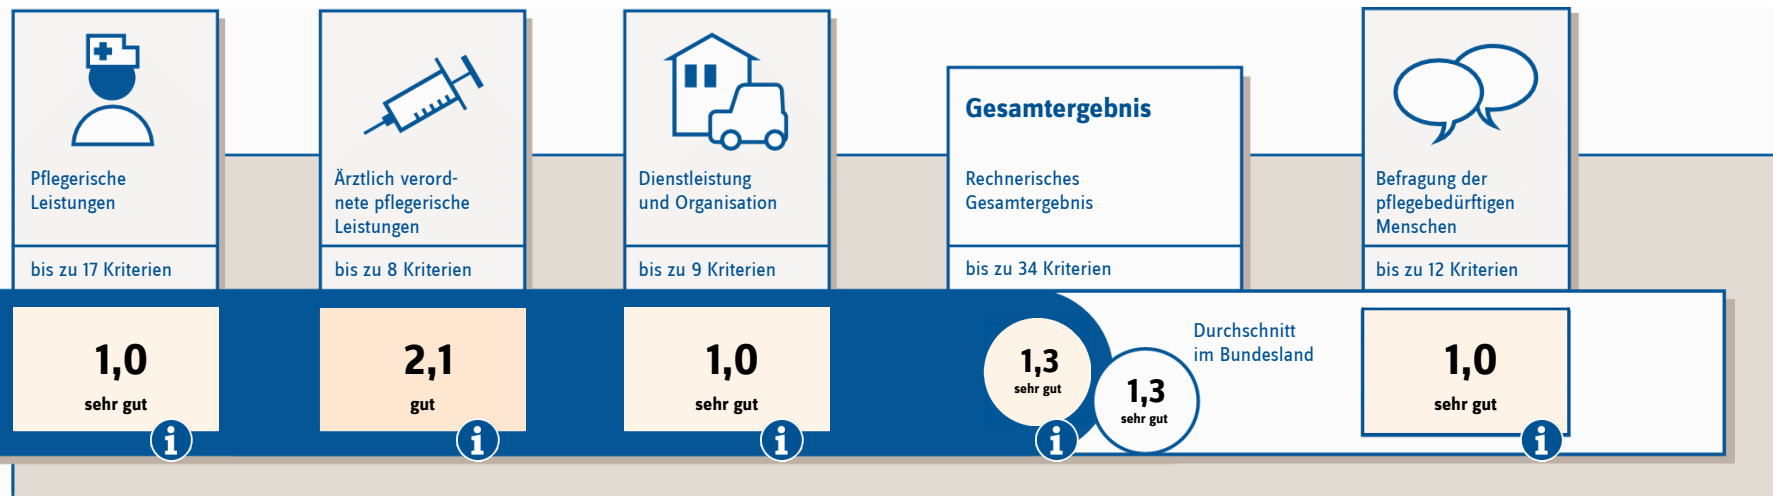 Pflegerische
Leistungen
bis zu 17 Kriterien
1,0
sehr gut
i
Ärztlich verord-
nete pflegerische
Leistungen
bis zu 8 Kriterien
2,1
gut
i
Dienstleistung
und Organisation
bis zu 9 Kriterien
1,0
sehr gut
i
Gesamtergebnis
Rechnerisches
Gesamtergebnis
bis zu 34 Kriterien
1,3
sehr gut
i
Durchschnitt
im Bundesland
1,3
sehr gut
Befragung der
pflegebedürftigen
Menschen
bis zu 12 Kriterien
1,0
sehr gut
i